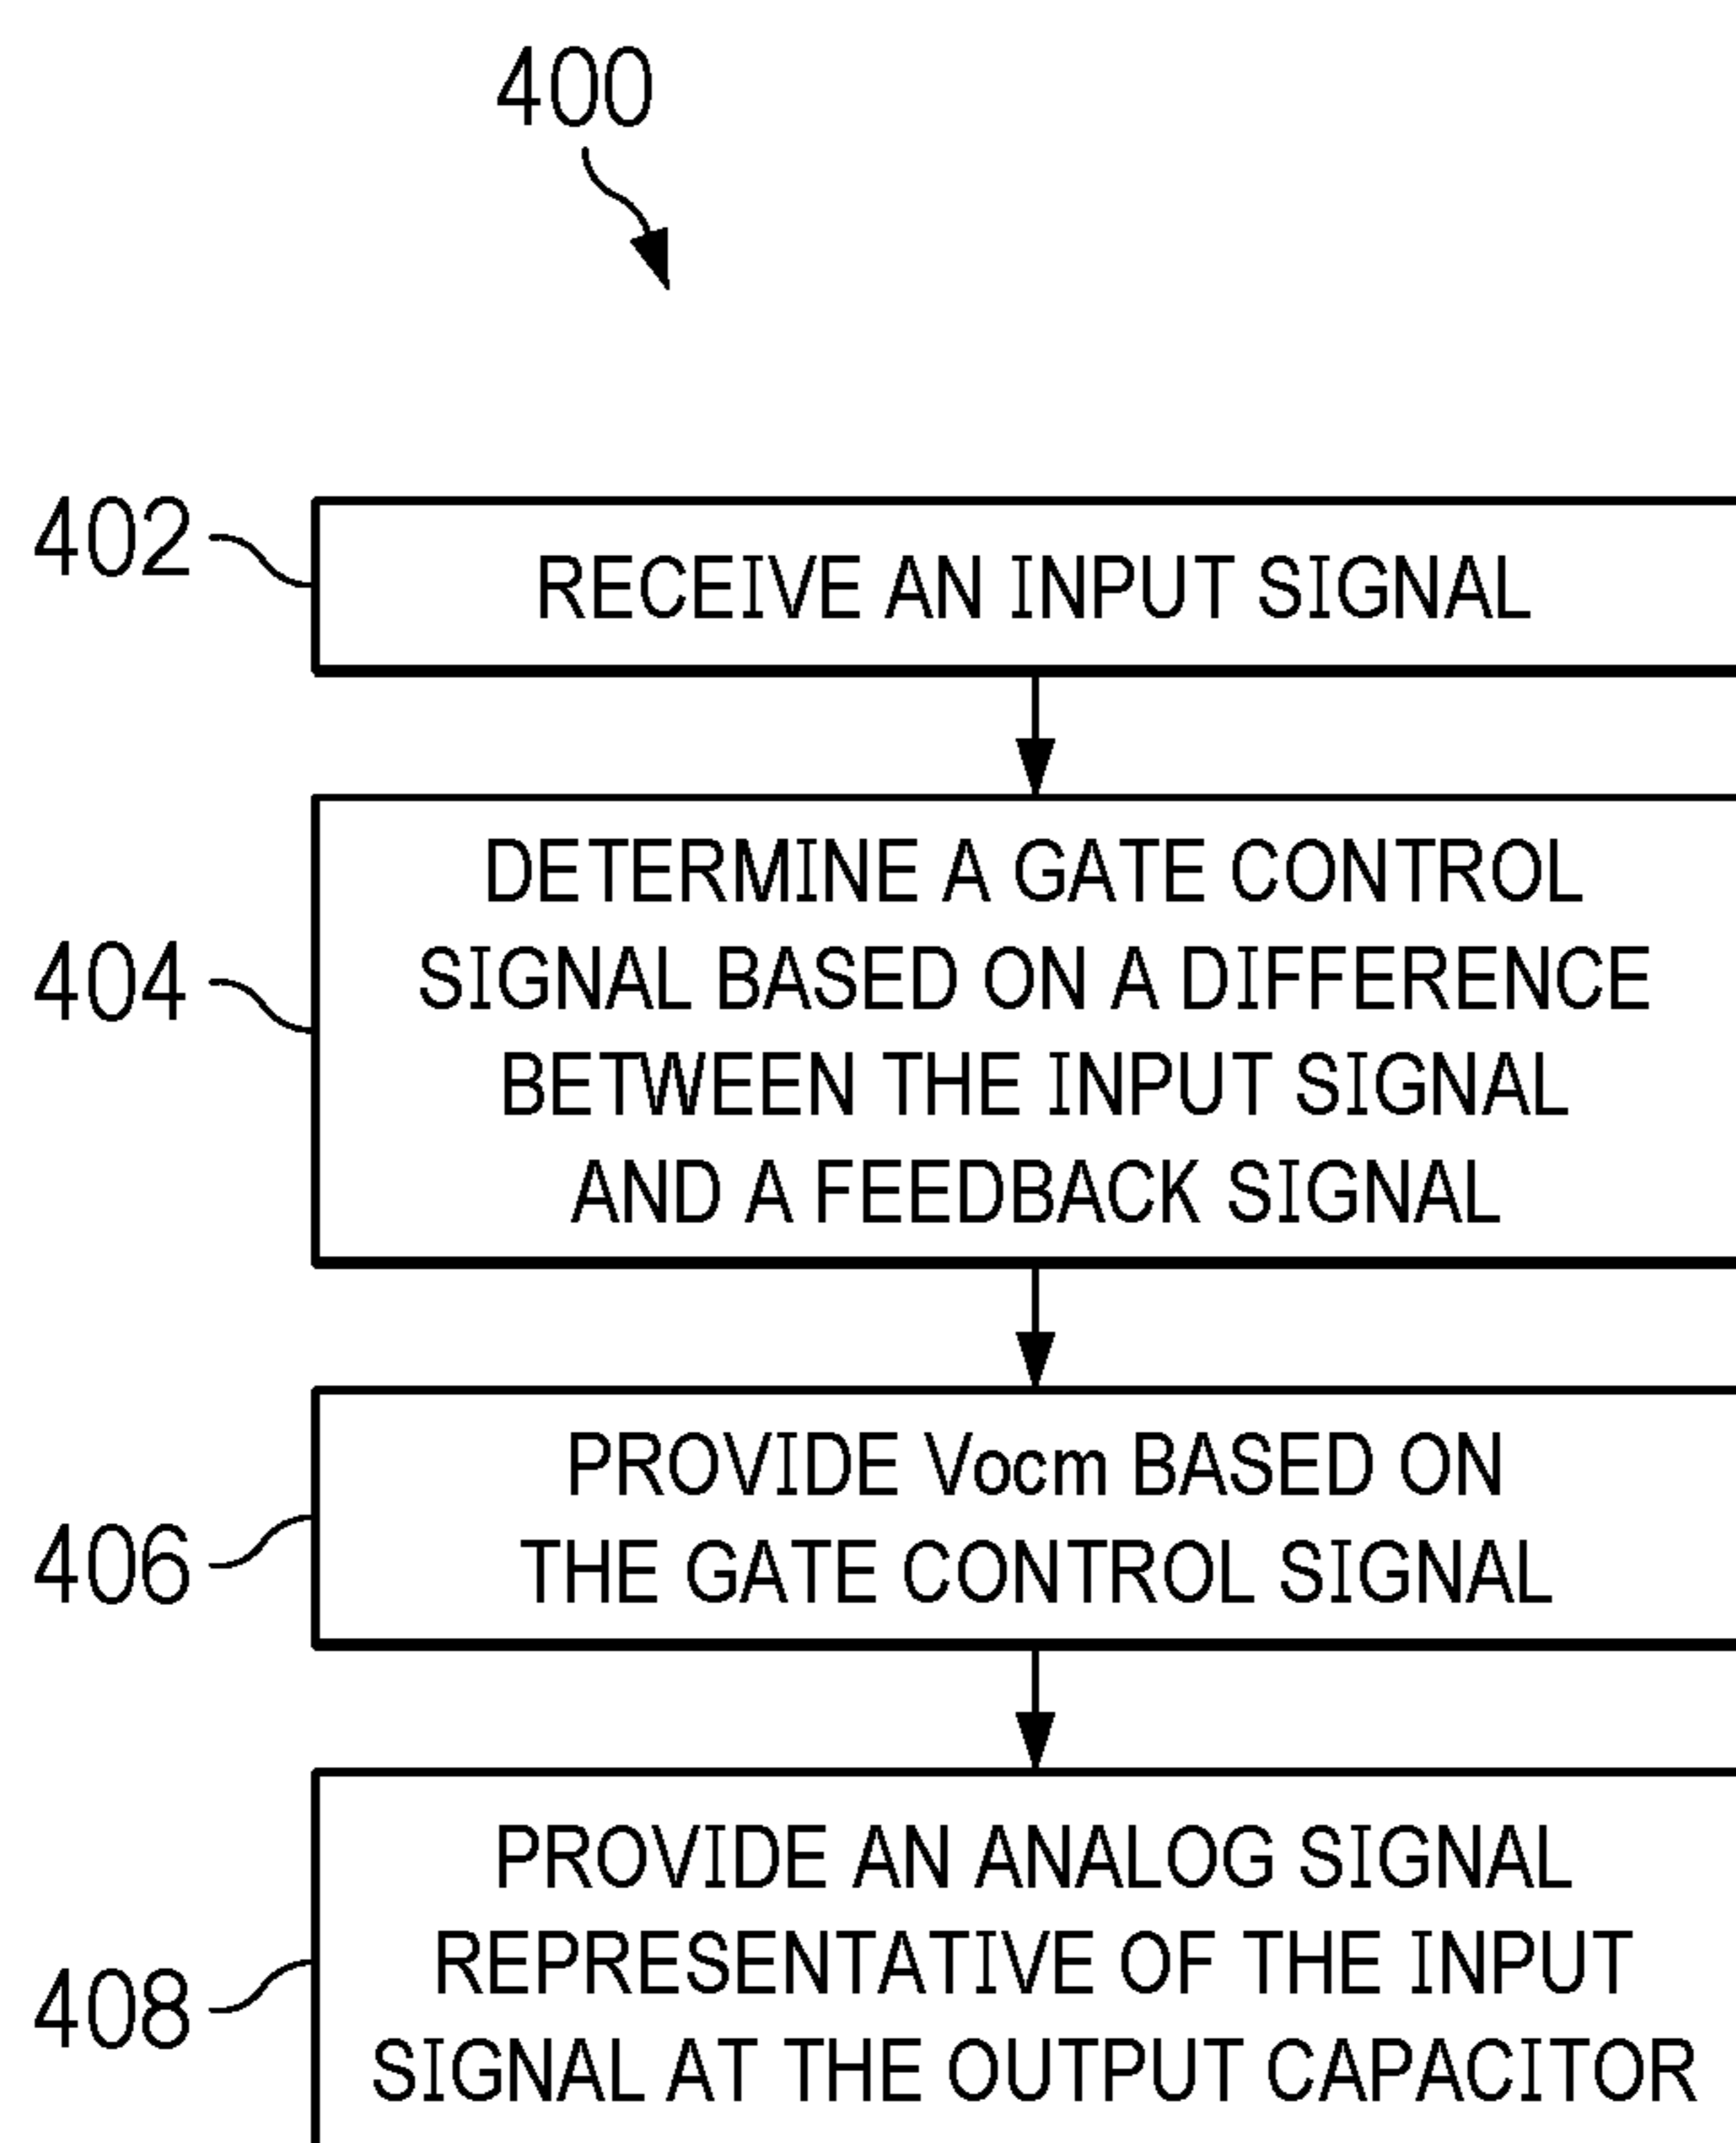 400
402
RECEIVE AN INPUT SIGNAL
404
DETERMINE A GATE CONTROL
SIGNAL BASED ON A DIFFERENCE
BETWEEN THE INPUT SIGNAL
AND A FEEDBACK SIGNAL
406
PROVIDE Vocm BASED ON
THE GATE CONTROL SIGNAL
408
PROVIDE AN ANALOG SIGNAL
REPRESENTATIVE OF THE INPUT
SIGNAL AT THE OUTPUT CAPACITOR